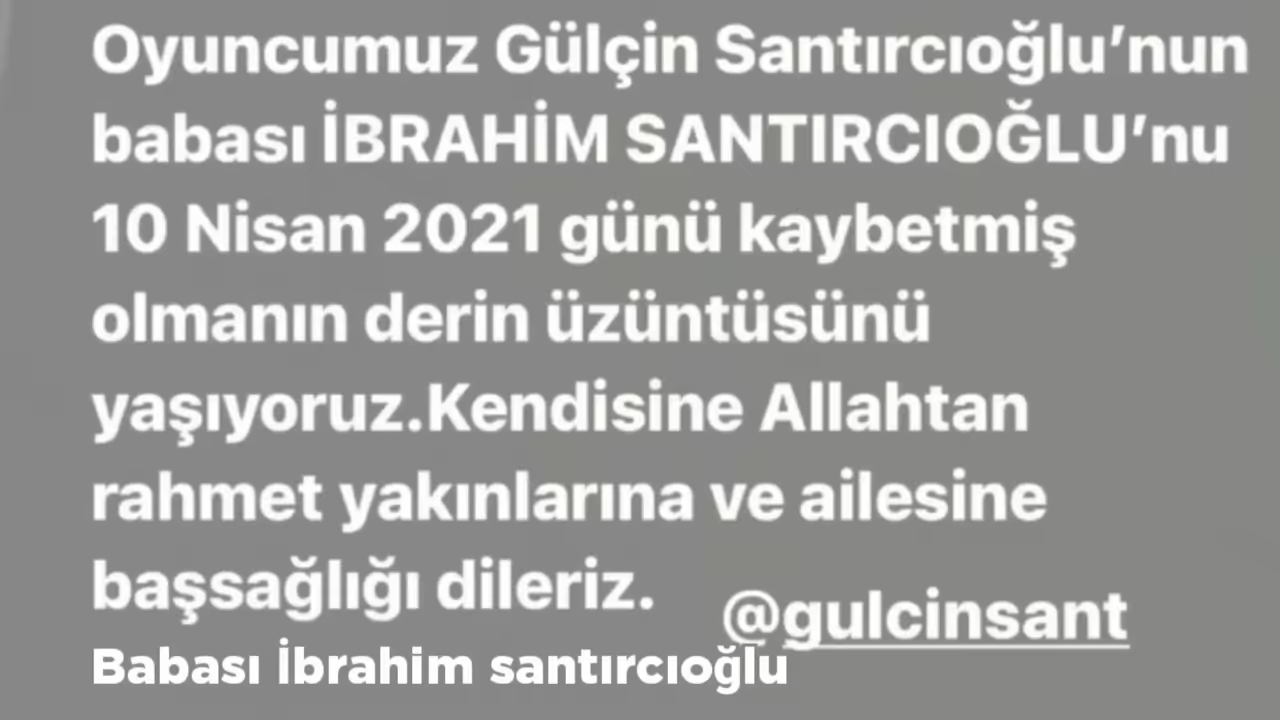 Oyuncumuz Gülçin Santırcıoğlu’nun
babası İBRAHİM SANTIRCIOĞLU’nu
10 Nisan 2021 günü kaybetmiş
olmanın derin üzüntüsünü
yaşıyoruz.Kendisine Allahtan
rahmet yakınlarına ve ailesine
başsağlığı dileriz.
@gulcinsant
Babası İbrahim santırcıoğlu